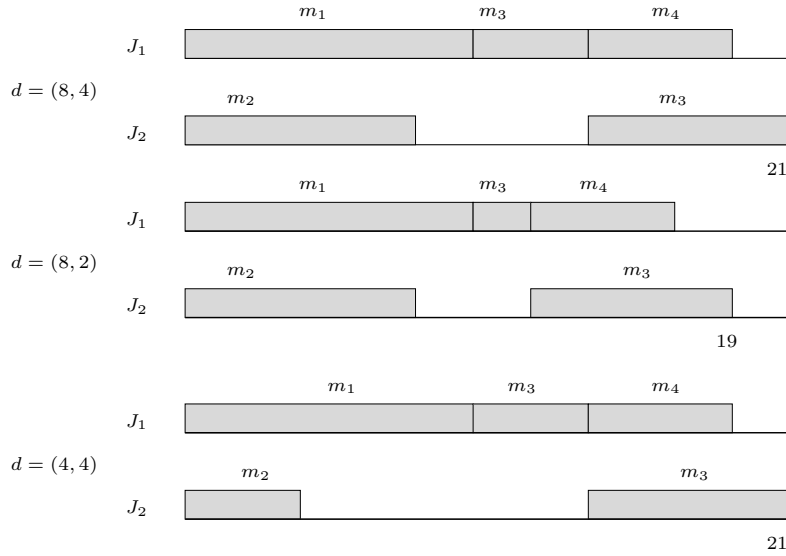 m₁ m₃ m₄
J₁
d = (8, 4)
m₂ m₃
J₂
21
m₁ m₃ m₄
J₁
d = (8, 2)
m₂ m₃
J₂
19
m₁ m₃ m₄
J₁
d = (4, 4)
m₂ m₃
J₂
21